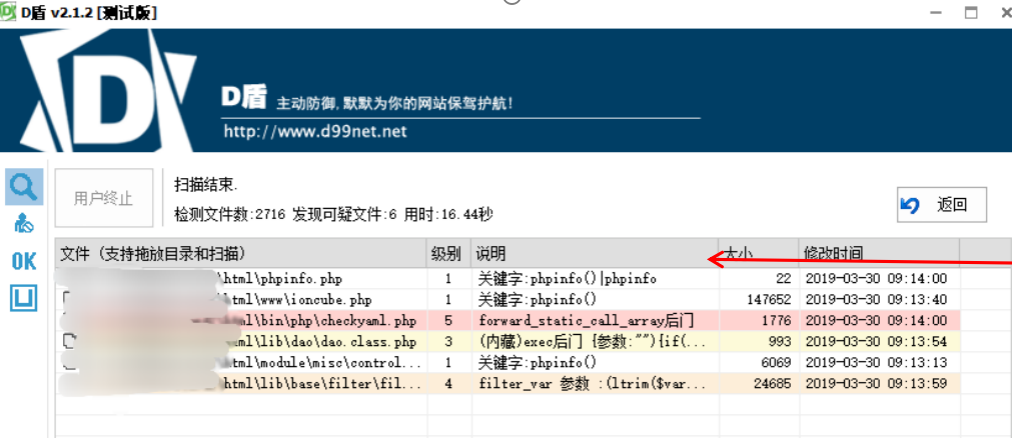 D盾 v2.1.2 [测试版]
D盾 主动防御,默默为你的网站保驾护航!
http://www.d99net.net
用户终止
扫描结束.
检测文件数:2716 发现可疑文件:6 用时:16.44秒
返回
OK
文件 (支持拖放目录和扫描) 级别 说明 大小 修改时间
\html\phpinfo.php 1 关键字:phpinfo()|phpinfo 22 2019-03-30 09:14:00
html\www\ioncube.php 1 关键字:phpinfo() 147652 2019-03-30 09:13:40
ml\bin\php\checkyaml.php 5 forward_static_call_array后门 1776 2019-03-30 09:14:00
ml\lib\dao\dao.class.php 3 (内藏)exec后门 {参数:""){if(... 993 2019-03-30 09:13:54
html\module\misc\control... 1 关键字:phpinfo() 6069 2019-03-30 09:13:13
html\lib\base\filter\fil... 4 filter_var 参数 :(ltrim($var... 24685 2019-03-30 09:13:59